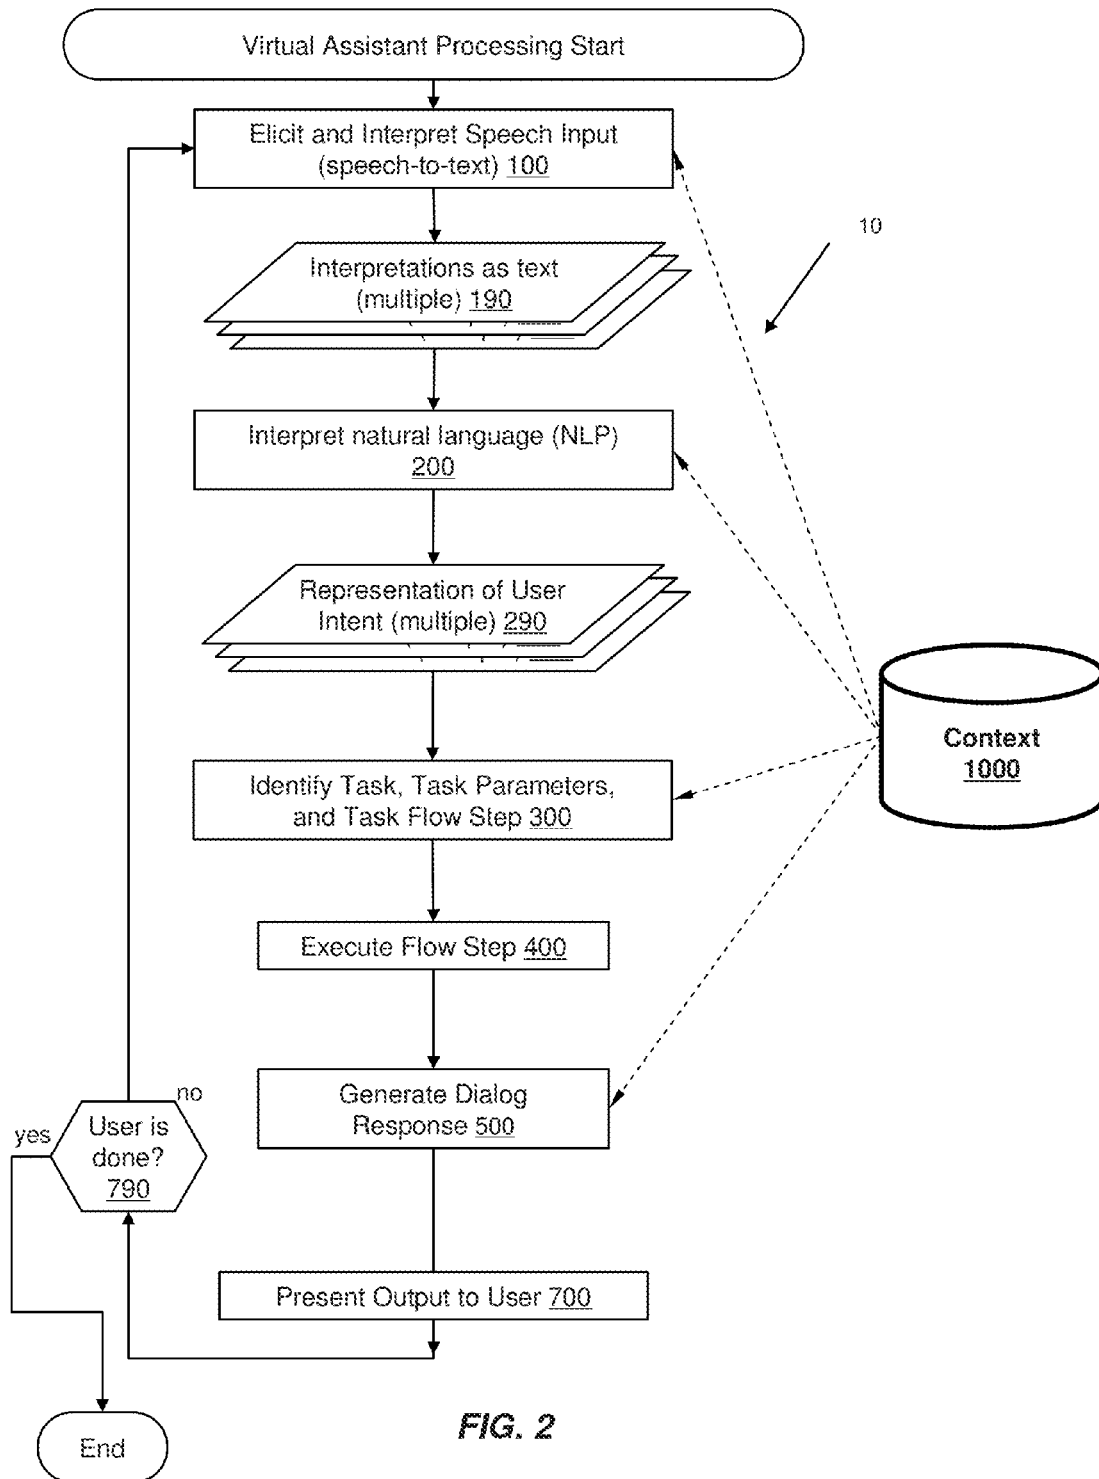 Virtual Assistant Processing Start
Elicit and Interpret Speech Input
(speech-to-text) 100
10
Interpretations as text
(multiple) 190
Interpret natural language (NLP)
200
Representation of User
Intent (multiple) 290
Context
1000
Identify Task, Task Parameters,
and Task Flow Step 300
Execute Flow Step 400
Generate Dialog
Response 500
no
yes
User is
done?
790
Present Output to User 700
End
FIG. 2